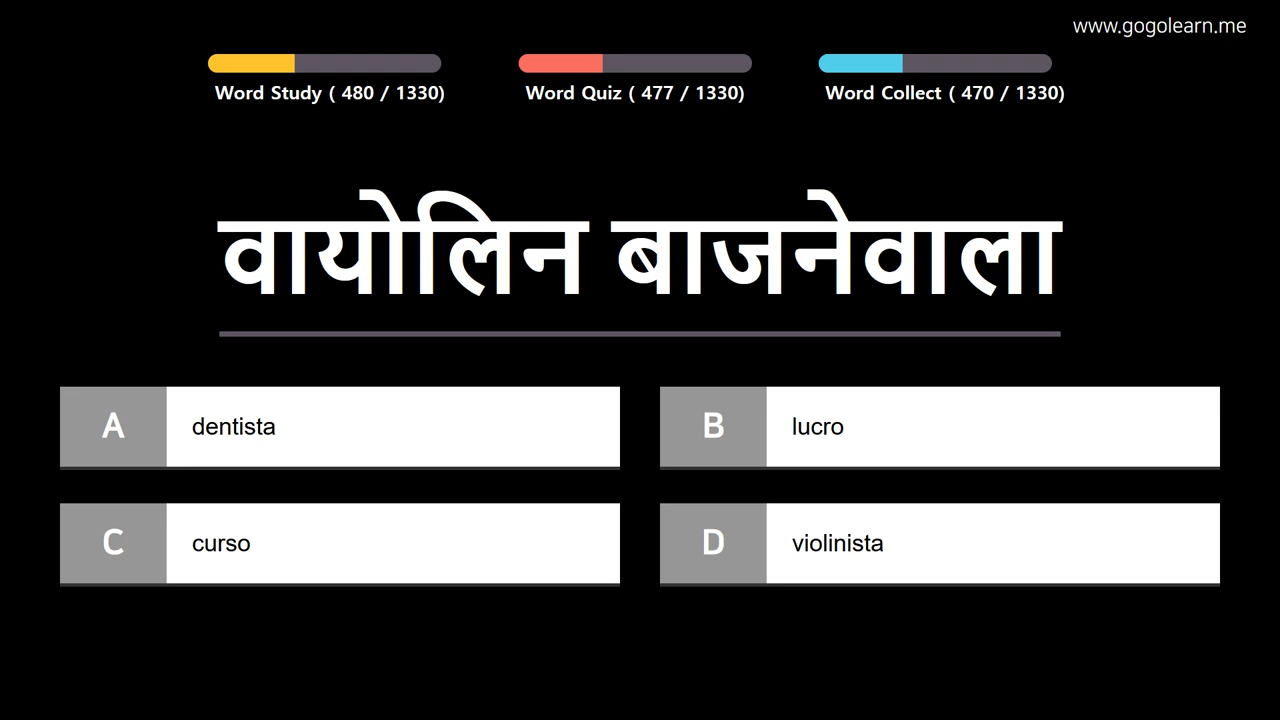 www.gogolearn.me
Word Study ( 480 / 1330)
Word Quiz ( 477 / 1330)
Word Collect ( 470 / 1330)
वायोलिन बाजनेवाला
A dentista
B lucro
C curso
D violinista